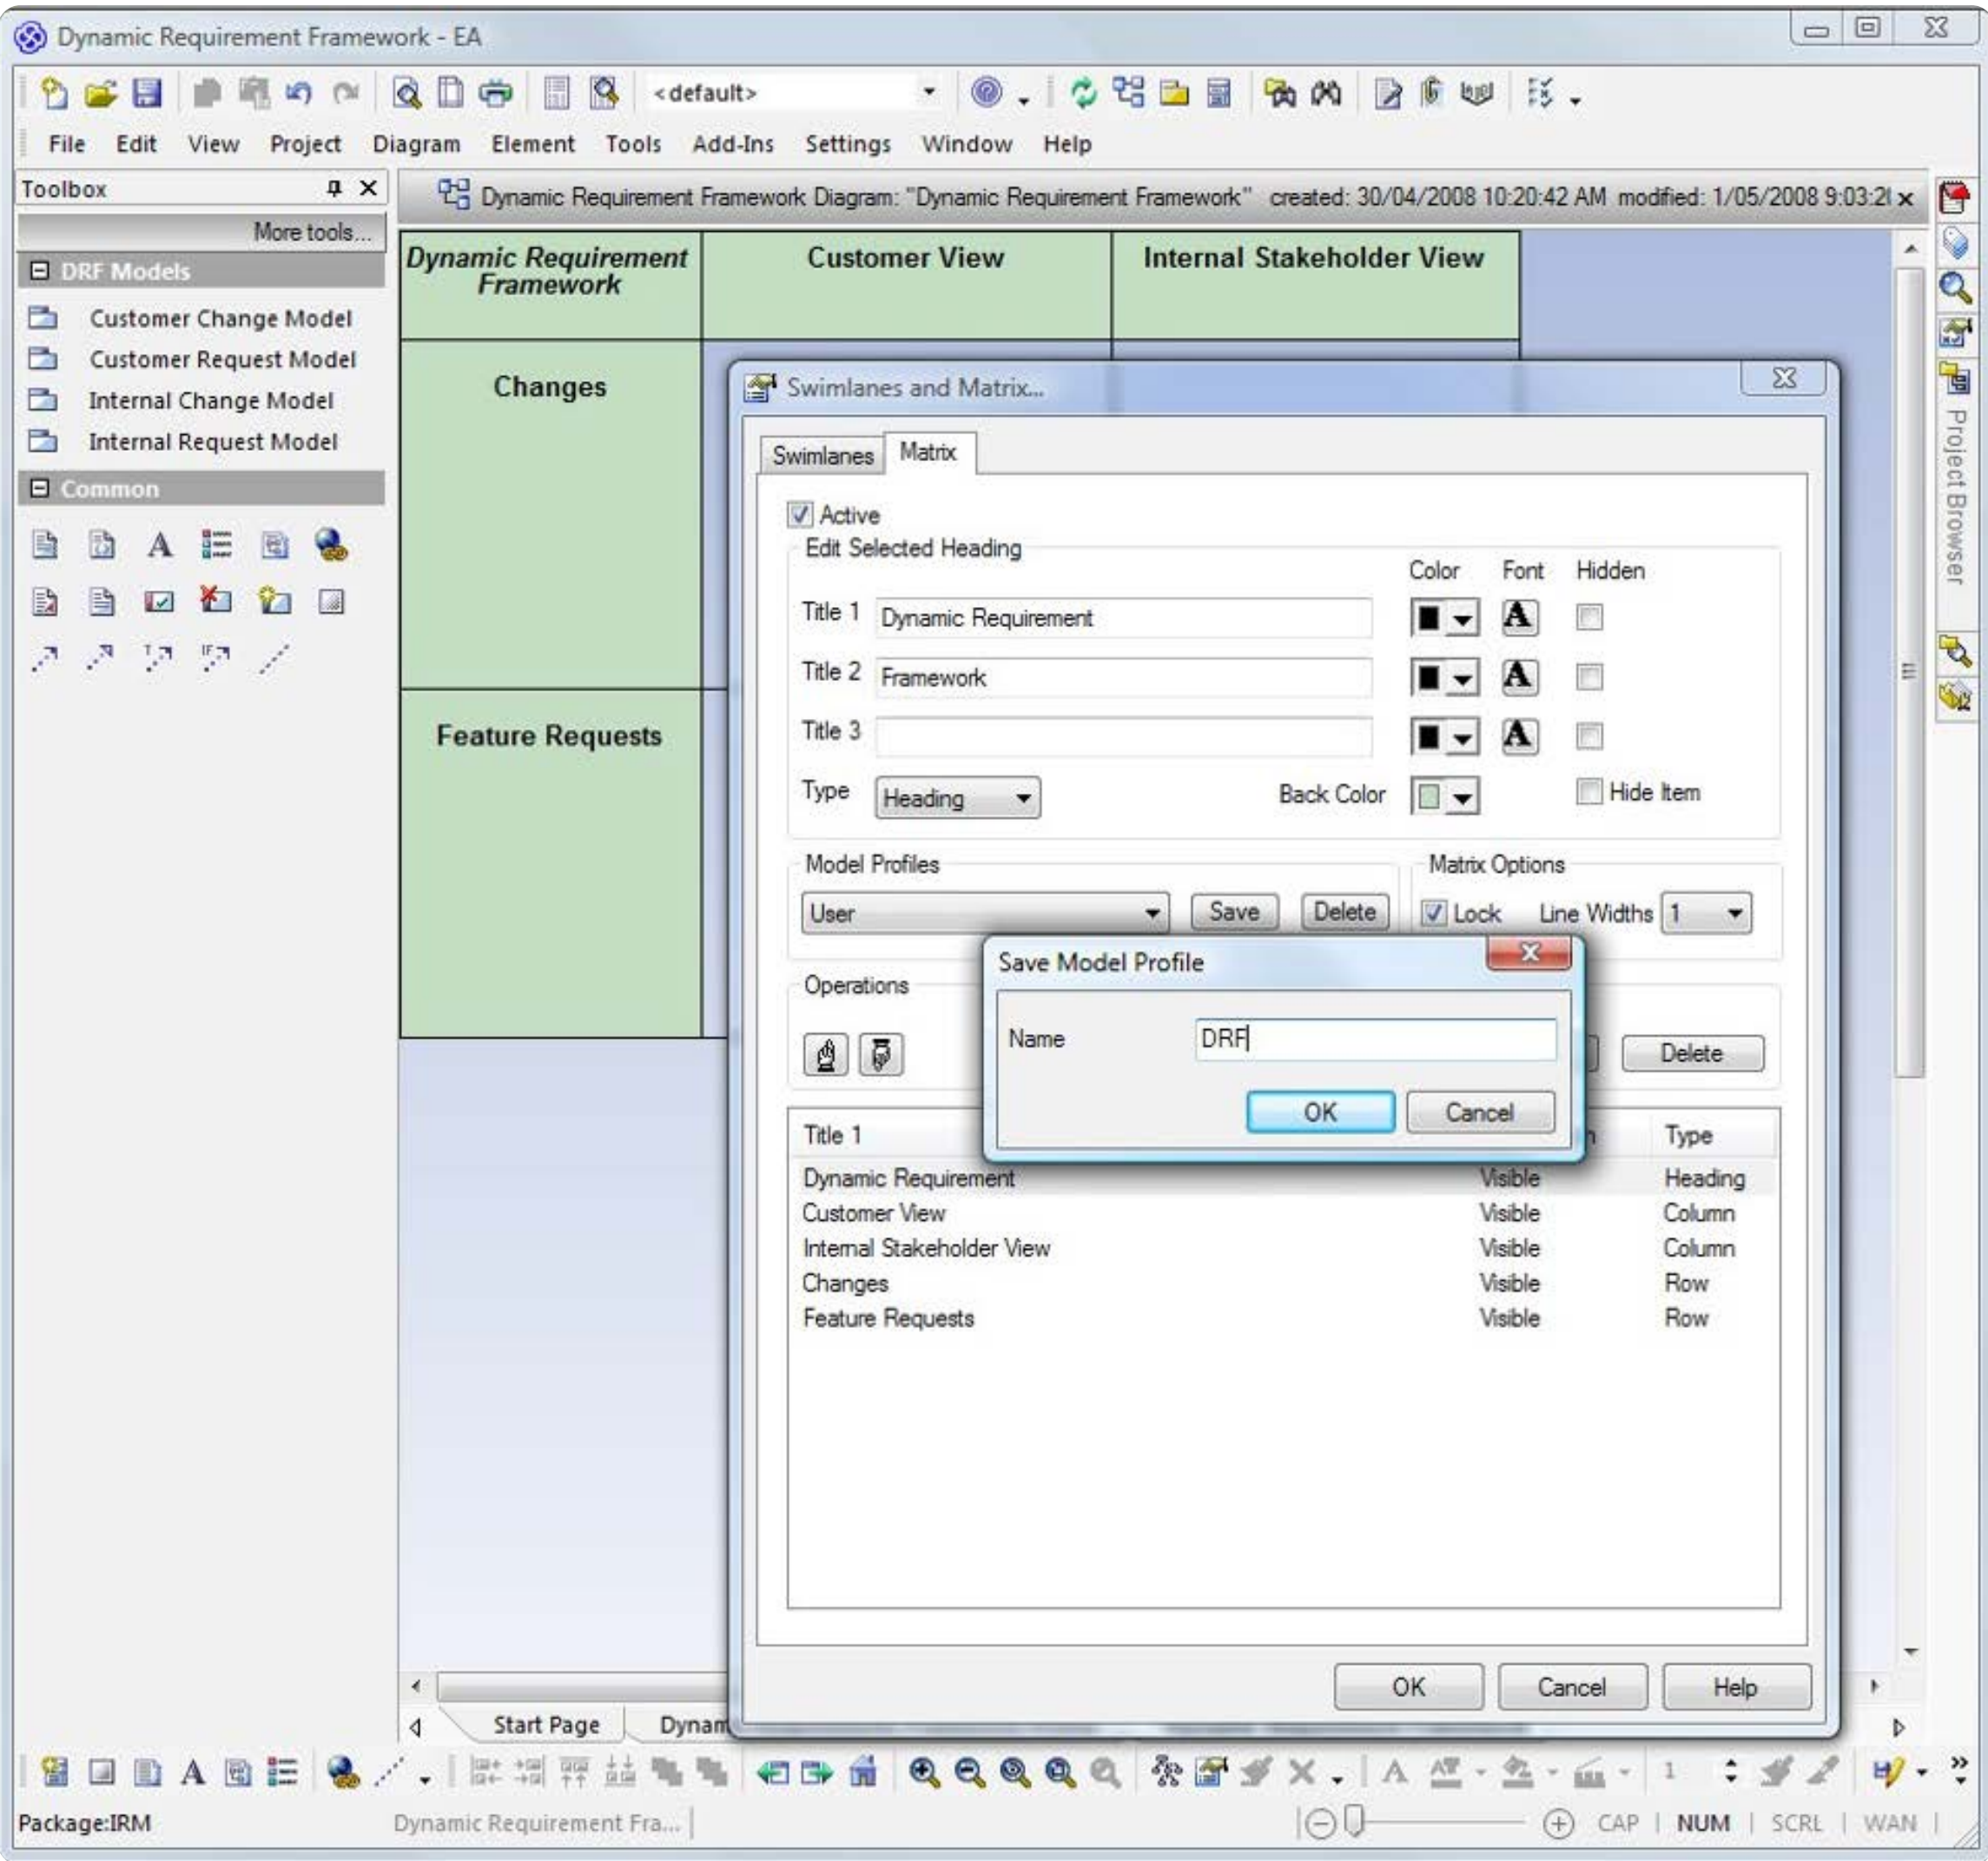 Dynamic Requirement Framework - EA
<default>
File Edit View Project Diagram Element Tools Add-Ins Settings Window Help
Toolbox
More tools...
DRF Models
Customer Change Model
Customer Request Model
Internal Change Model
Internal Request Model
Common
Dynamic Requirement Framework Diagram: "Dynamic Requirement Framework" created: 30/04/2008 10:20:42 AM modified: 1/05/2008 9:03:2
Dynamic Requirement
Framework
Customer View
Internal Stakeholder View
Changes
Feature Requests
Project Browser
Swimlanes and Matrix...
Swimlanes Matrix
Active
Edit Selected Heading
Color Font Hidden
Title 1 Dynamic Requirement
Title 2 Framework
Title 3
Type Heading Back Color Hide Item
Model Profiles Matrix Options
User Save Delete Lock Line Widths 1
Save Model Profile
Operations
Name DRF
Delete
OK Cancel
Title 1 Type
Dynamic Requirement Visible Heading
Customer View Visible Column
Internal Stakeholder View Visible Column
Changes Visible Row
Feature Requests Visible Row
OK Cancel Help
Start Page Dynam
1
Package:IRM Dynamic Requirement Fra... CAP NUM SCRL WAN